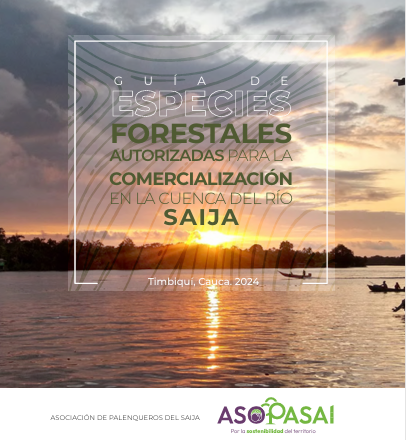 GUÍA DE
ESPECIES
FORESTALES
AUTORIZADAS PARA LA
COMERCIALIZACIÓN
EN LA CUENCA DEL RÍO
SAIJA
Timbiquí, Cauca. 2024
ASOCIACIÓN DE PALENQUEROS DEL SAIJA
ASOPASAI
Por la sostenibilidad del territorio